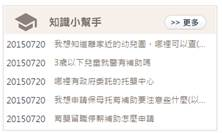 知識小幫手
>> 更多
20150720 我想知道離家近的幼兒園，哪裡可以查(...
20150720 3歲以下兒童就醫有補助嗎
20150720 哪裡有政府委託的托嬰中心
20150720 我想申請保母托育補助要注意些什麼(以...
20150720 育嬰留職停薪補助怎麼申請